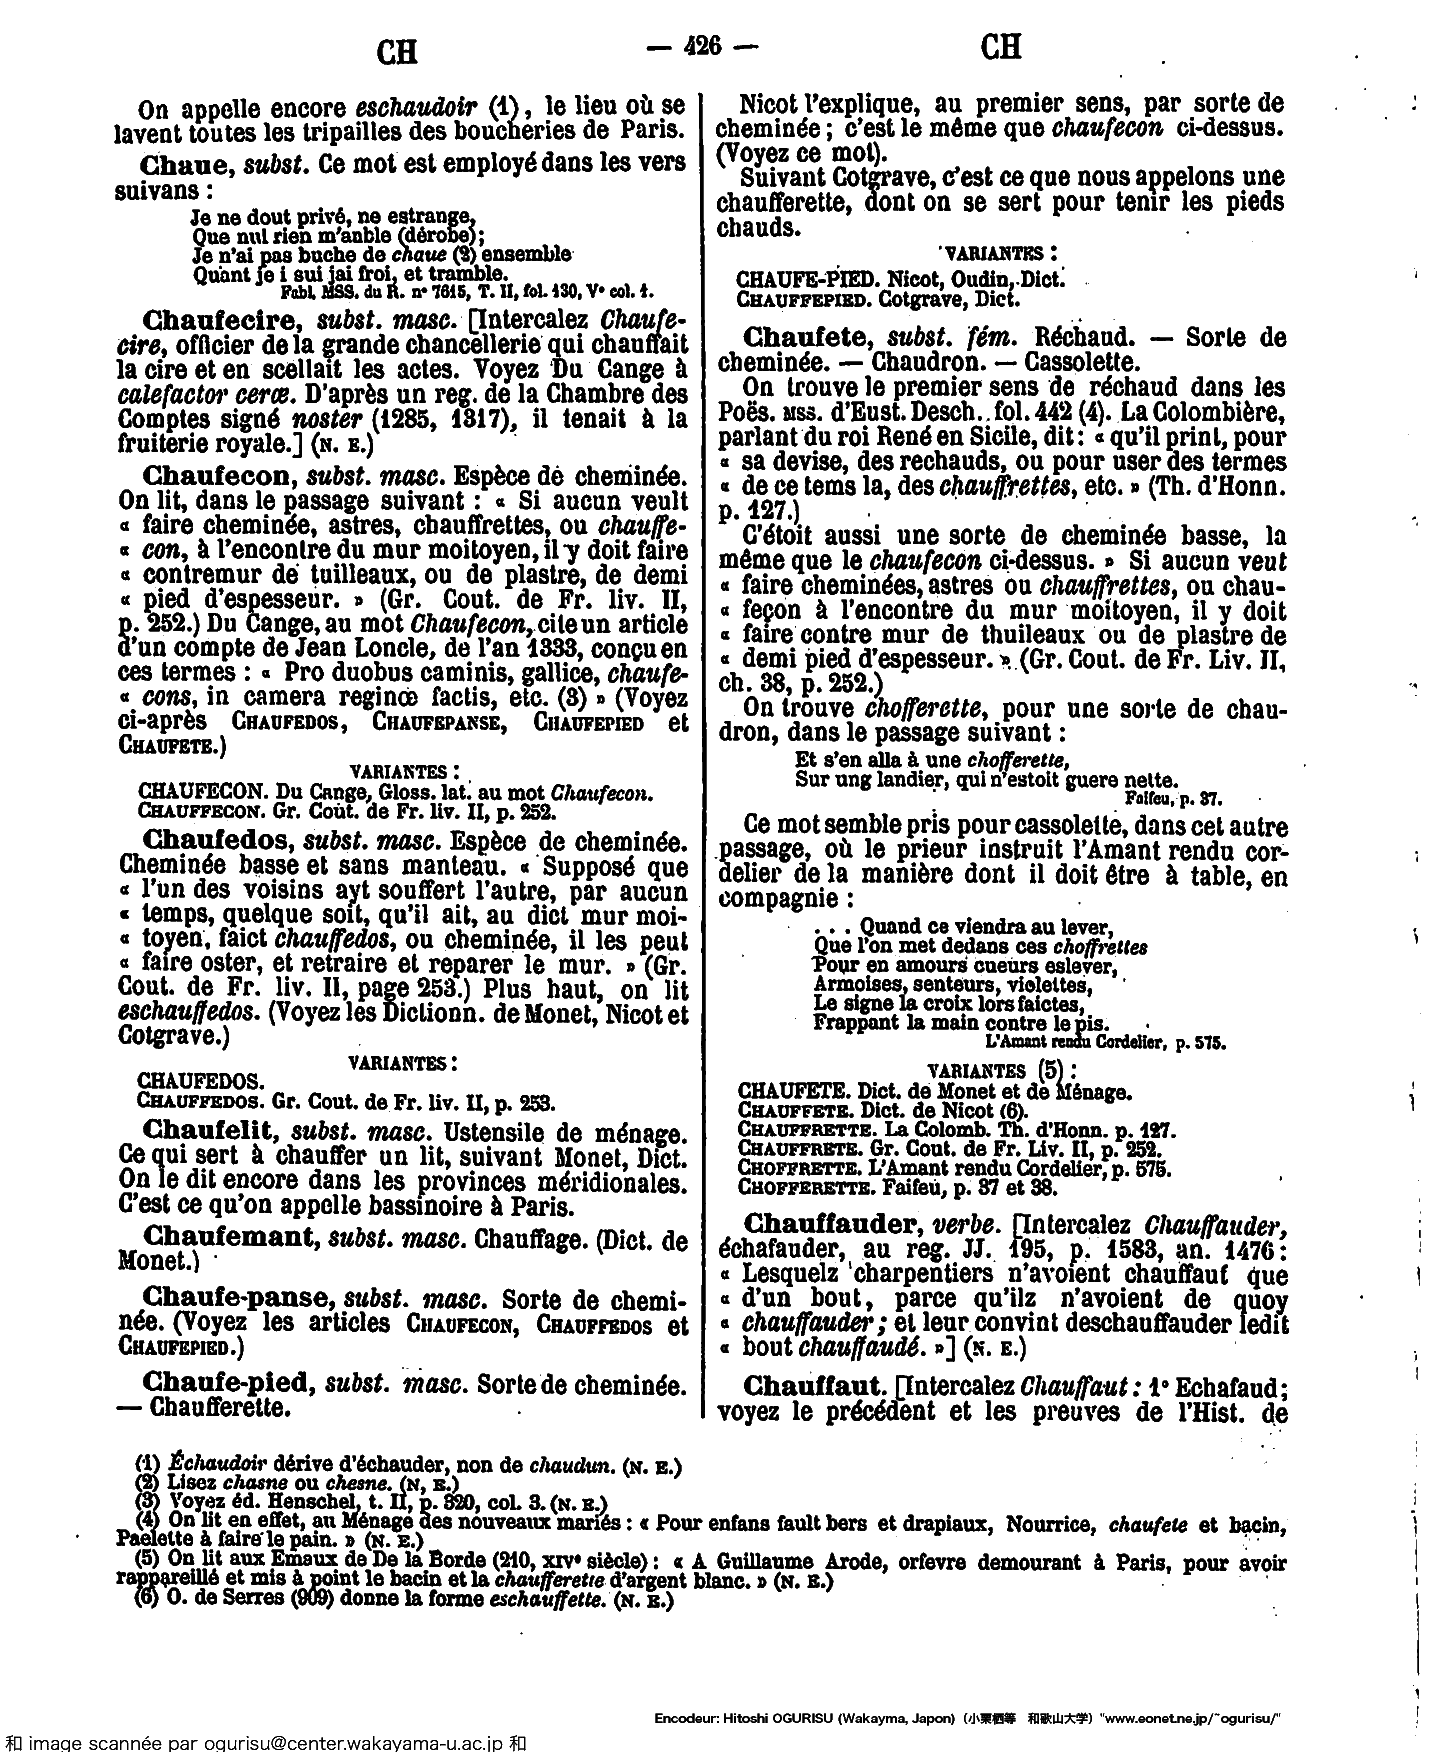 CH
— 426 —
CH
On appelle encore eschaudoir (1), le lieu où se
lavent toutes les tripailles des boucheries de Paris.
Chaue, subst. Ce mot est employé dans les vers
suivans :
Je ne dout privé, ne estrange,
Que nul rien m'anble (dérobe);
Je n'ai pas buche de chaue (2) ensemble
Quant je i sui jai froi, et tramble.
Fabl. MSS. du R. n° 7615, T. II, fol. 130, V° col. 1.
Chaufecire, subst. masc. [Intercalez Chaufe-
cire, officier de la grande chancellerie qui chauffait
la cire et en scellait les actes. Voyez Du Cange à
calefactor ceræ. D'après un reg. de la Chambre des
Comptes signé noster (1285, 1317), il tenait à la
fruiterie royale.] (N. E.)
Chaufecon, subst. masc. Espèce de cheminée.
On lit, dans le passage suivant : « Si aucun veult
« faire cheminée, astres, chauffrettes, ou chauffe-
« con, à l'encontre du mur moitoyen, il y doit faire
« contremur de tuilleaux, ou de plastre, de demi
« pied d'espesseur. » (Gr. Cout. de Fr. liv. II,
p. 252.) Du Cange, au mot Chaufecon, cite un article
d'un compte de Jean Loncle, de l'an 1333, conçu en
ces termes : « Pro duobus caminis, gallice, chaufe-
« cons, in camera reginœ factis, etc. (3) » (Voyez
ci-après CHAUFEDOS, CHAUFEPANSE, CHAUFEPIED et
CHAUFETE.)
VARIANTES :
CHAUFECON. Du Cange, Gloss. lat. au mot Chaufecon.
CHAUFFECON. Gr. Cout. de Fr. liv. II, p. 252.
Chaufedos, subst. masc. Espèce de cheminée.
Cheminée basse et sans manteau. « Supposé que
« l'un des voisins ayt souffert l'autre, par aucun
« temps, quelque soit, qu'il ait, au dict mur moi-
« toyen, faict chauffedos, ou cheminée, il les peut
« faire oster, et retraire et reparer le mur. » (Gr.
Cout. de Fr. liv. II, page 253.) Plus haut, on lit
eschauffedos. (Voyez les Dictionn. de Monet, Nicot et
Cotgrave.)
VARIANTES :
CHAUFEDOS.
CHAUFFEDOS. Gr. Cout. de Fr. liv. II, p. 253.
Chaufelit, subst. masc. Ustensile de ménage.
Ce qui sert à chauffer un lit, suivant Monet, Dict.
On le dit encore dans les provinces méridionales.
C'est ce qu'on appelle bassinoire à Paris.
Chaufemant, subst. masc. Chauffage. (Dict. de
Monet.)
Chaufe-panse, subst. masc. Sorte de chemi-
née. (Voyez les articles CHAUFECON, CHAUFFEDOS et
CHAUFEPIED.)
Chaufe-pied, subst. masc. Sorte de cheminée.
— Chaufferette.
Nicot l'explique, au premier sens, par sorte de
cheminée ; c'est le même que chaufecon ci-dessus.
(Voyez ce mot).
Suivant Cotgrave, c'est ce que nous appelons une
chaufferette, dont on se sert pour tenir les pieds
chauds.
VARIANTES :
CHAUFE-PIED. Nicot, Oudin, Dict.
CHAUFFEPIED. Cotgrave, Dict.
Chaufete, subst. fém. Réchaud. — Sorte de
cheminée. — Chaudron. — Cassolette.
On trouve le premier sens de réchaud dans les
Poës. MSS. d'Eust. Desch. fol. 442 (4). La Colombière,
parlant du roi René en Sicile, dit : « qu'il print, pour
« sa devise, des rechauds, ou pour user des termes
« de ce tems la, des chauffrettes, etc. » (Th. d'Honn.
p. 127.)
C'étoit aussi une sorte de cheminée basse, la
même que le chaufecon ci-dessus. » Si aucun veut
« faire cheminées, astres ou chauffrettes, ou chau-
« feçon à l'encontre du mur moitoyen, il y doit
« faire contre mur de thuileaux ou de plastre de
« demi pied d'espesseur. » (Gr. Cout. de Fr. Liv. II,
ch. 38, p. 252.)
On trouve chofferette, pour une sorte de chau-
dron, dans le passage suivant :
Et s'en alla à une chofferette,
Sur ung landier, qui n'estoit guere nette.
Faifeu, p. 37.
Ce mot semble pris pour cassolette, dans cet autre
passage, où le prieur instruit l'Amant rendu cor-
delier de la manière dont il doit être à table, en
compagnie :
. . . Quand ce viendra au lever,
Que l'on met dedans ces choffrettes
Pour en amours cueurs eslever,
Armoises, senteurs, violettes,
Le signe la croix lors faictes,
Frappant la main contre le pis.
L'Amant rendu Cordelier, p. 575.
VARIANTES (5) :
CHAUFETE. Dict. de Monet et de Ménage.
CHAUFFETE. Dict. de Nicot (6).
CHAUFFRETTE. La Colomb. Th. d'Honn. p. 127.
CHAUFFRETE. Gr. Cout. de Fr. Liv. II, p. 252.
CHOFFRETTE. L'Amant rendu Cordelier, p. 575.
CHOFFERETTE. Faifeu, p. 37 et 38.
Chauffauder, verbe. [Intercalez Chauffauder,
échafauder, au reg. JJ. 195, p. 1583, an. 1476 :
« Lesquelz charpentiers n'avoient chauffaut que
« d'un bout, parce qu'ilz n'avoient de quoy
« chauffauder ; et leur convint deschauffauder ledit
« bout chauffaudé. »] (N. E.)
Chauffaut. [Intercalez Chauffaut : 1° Echafaud ;
voyez le précédent et les preuves de l'Hist. de
(1) Échaudoir dérive d'échauder, non de chaudun. (N. E.)
(2) Lisez chasne ou chesne. (N, E.)
(3) Voyez éd. Henschel, t. II, p. 320, col. 3. (N. E.)
(4) On lit en effet, au Ménage des nouveaux mariés : « Pour enfans fault bers et drapiaux, Nourrice, chaufete et bacin,
Paelette à faire le pain. » (N. E.)
(5) On lit aux Emaux de De la Borde (210, XIV° siècle) : « A Guillaume Arode, orfevre demourant à Paris, pour avoir
rappareillé et mis à point le bacin et la chaufferette d'argent blanc. » (N. E.)
(6) O. de Serres (909) donne la forme eschauffette. (N. E.)
Encodeur: Hitoshi OGURISU (Wakayma, Japon) (小栗栖等 和歌山大学) "www.eonet.ne.jp/~ogurisu/"
和 image scannée par ogurisu@center.wakayama-u.ac.jp 和